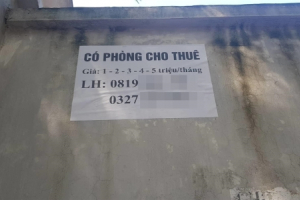 CÓ PHÒNG CHO THUÊ
Giá: 1 - 2 - 3 - 4 - 5 triệu/tháng
LH: 0819
0327